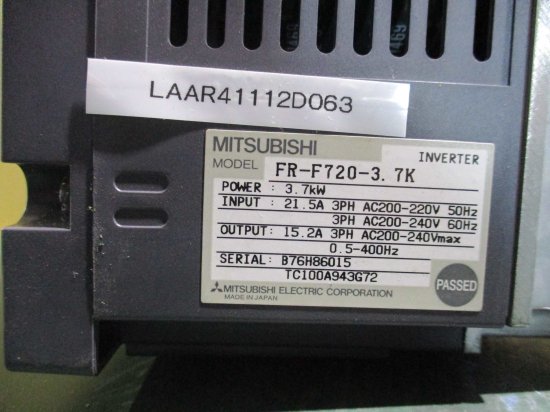 LAAR41112D063
MITSUBISHI
INVERTER
MODEL FR-F720-3.7K
POWER : 3.7kW
INPUT : 21.5A 3PH AC200-220V 50Hz
3PH AC200-240V 60Hz
OUTPUT: 15.2A 3PH AC200-240Vmax
0.5-400Hz
SERIAL: B76H86015
TC100A943G72
PASSED
MITSUBISHI ELECTRIC CORPORATION
MADE IN JAPAN